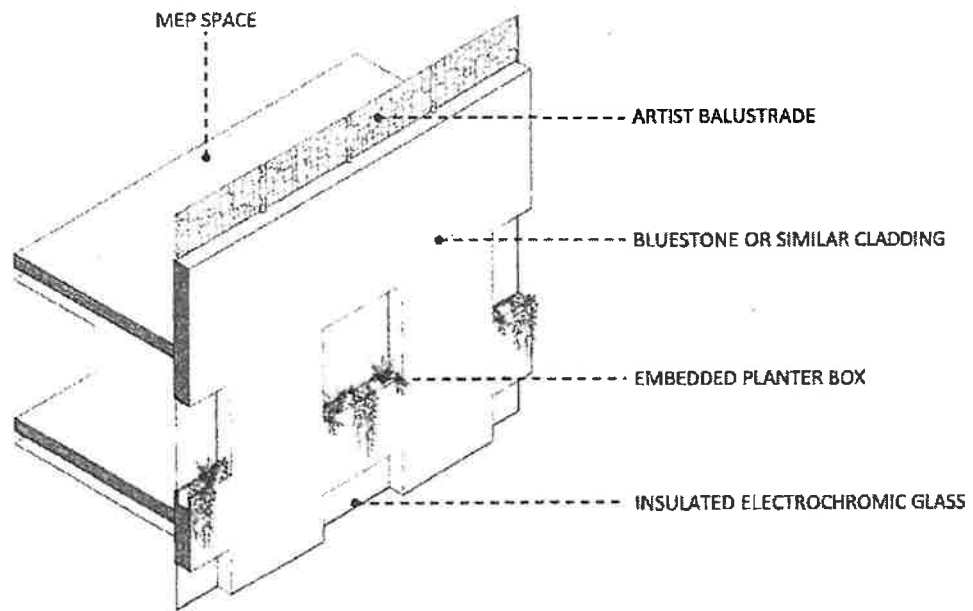 MEP SPACE
ARTIST BALUSTRADE
BLUESTONE OR SIMILAR CLADDING
EMBEDDED PLANTER BOX
INSULATED ELECTROCHROMIC GLASS